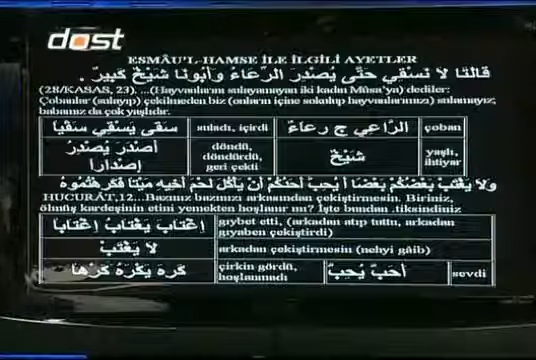 dost
ESMÂU'L-HAMSE İLE İLGİLİ AYETLER
قَالَتَا لَا نَسْقِي حَتَّى يُصْدِرَ الرِّعَاءُ وَأَبُونَا شَيْخٌ كَبِيرٌ .
(28/KASAS, 23). ...(Hayvanlarını sulayamayan iki kadın Mûsa'ya) dediler:
Çobanlar (sulayıp) çekilmeden biz (onların içine sokulup hayvanlarımızı) sulamayız;
babamız da çok yaşlıdır.
سَقَى يَسْقِي سَقْيًا suladı, içirdi الرَّاعِي ج رِعَاءٌ çoban
أَصْدَرَ يُصْدِرُ إِصْدَارًا döndü, döndürdü, geri çekti شَيْخٌ yaşlı, ihtiyar
وَلَا يَغْتَبْ بَعْضُكُمْ بَعْضًا أَيُحِبُّ أَحَدُكُمْ أَنْ يَأْكُلَ لَحْمَ أَخِيهِ مَيْتًا فَكَرِهْتُمُوهُ
HUCURÂT,12...Bazınız bazınızı arkasından çekiştirmesin. Biriniz,
ölmüş kardeşinin etini yemekten hoşlanır mı? İşte bundan .tiksindiniz
إِغْتَابَ يَغْتَابُ إِغْتَابَا gıybet etti, (arkadan atıp tuttu, arkadan gıyaben çekiştirdi)
لَا يَغْتَبْ arkadan çekiştirmesin (nehyi gâib)
كَرِهَ يَكْرَهُ كَرْهًا çirkin gördü, hoşlanmadı أَحَبَّ يُحِبُّ sevdi